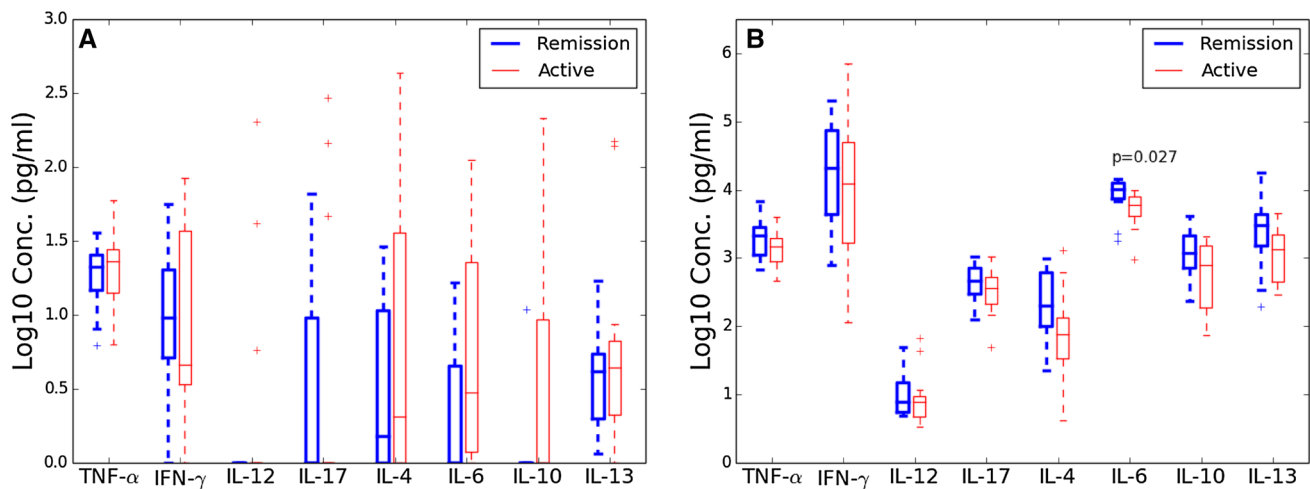 A
Remission
Active
Log10 Conc. (pg/ml)
3.0
2.5
2.0
1.5
1.0
0.5
0.0
TNF-α IFN-γ IL-12 IL-17 IL-4 IL-6 IL-10 IL-13
B
Remission
Active
Log10 Conc. (pg/ml)
6
5
4
3
2
1
0
p=0.027
TNF-α IFN-γ IL-12 IL-17 IL-4 IL-6 IL-10 IL-13